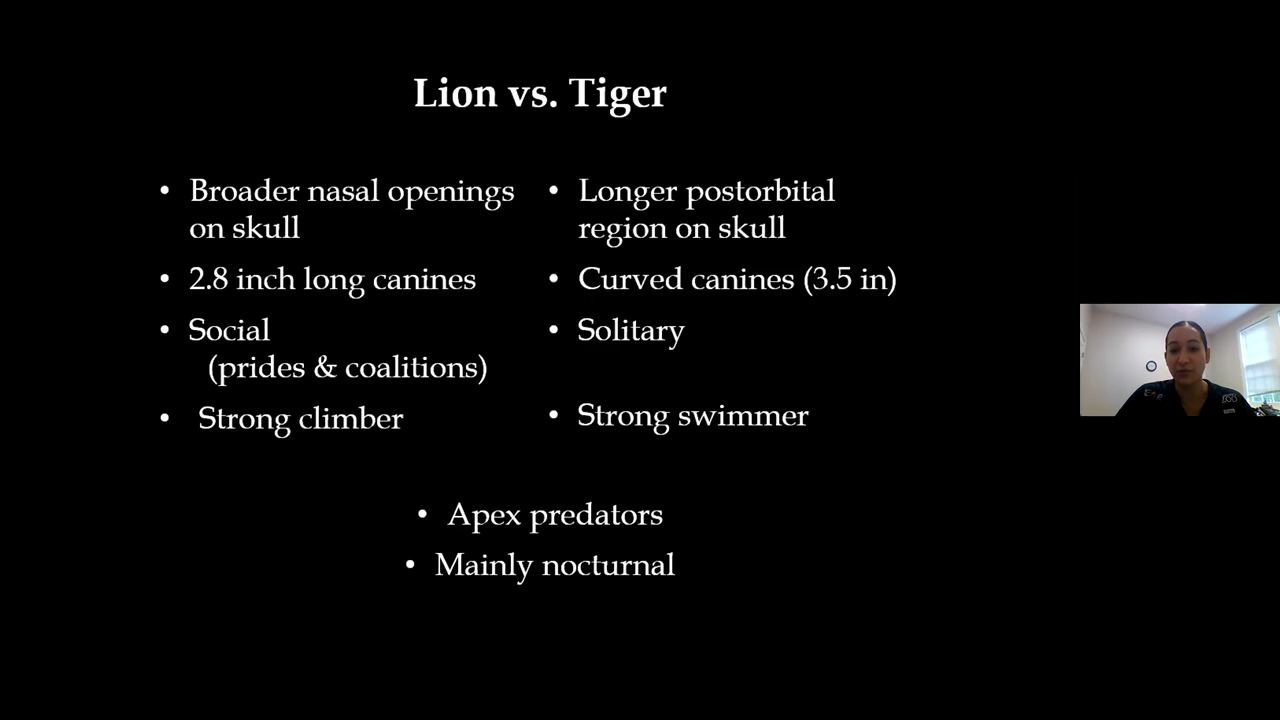 Lion vs. Tiger
• Broader nasal openings
on skull
• 2.8 inch long canines
• Social
(prides & coalitions)
• Strong climber
• Longer postorbital
region on skull
• Curved canines (3.5 in)
• Solitary
• Strong swimmer
• Apex predators
• Mainly nocturnal